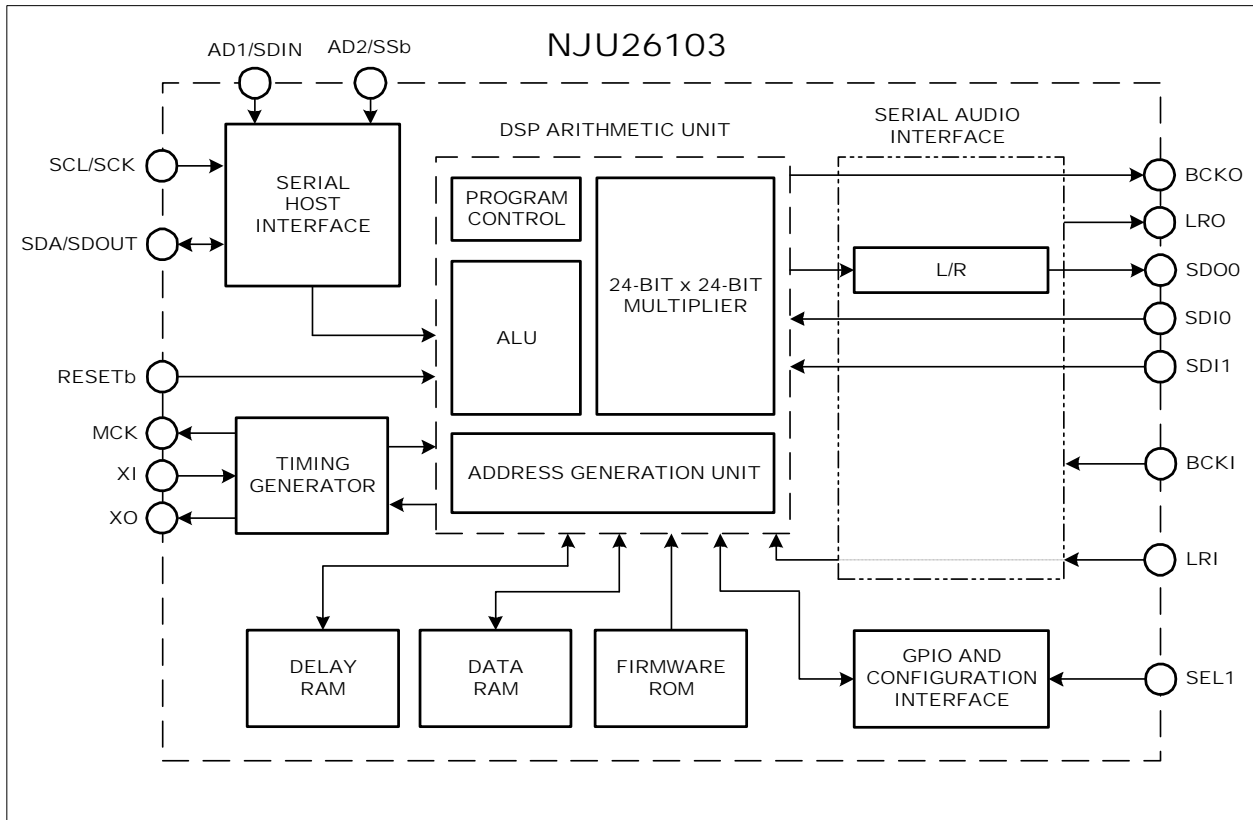 NJU26103
AD1/SDIN
AD2/SSb
SCL/SCK
SDA/SDOUT
RESETb
MCK
XI
XO
SERIAL
HOST
INTERFACE
TIMING
GENERATOR
DSP ARITHMETIC UNIT
PROGRAM
CONTROL
ALU
24-BIT x 24-BIT
MULTIPLIER
ADDRESS GENERATION UNIT
SERIAL AUDIO
INTERFACE
L/R
BCKO
LRO
SDO0
SDI0
SDI1
BCKI
LRI
SEL1
DELAY
RAM
DATA
RAM
FIRMWARE
ROM
GPIO AND
CONFIGURATION
INTERFACE